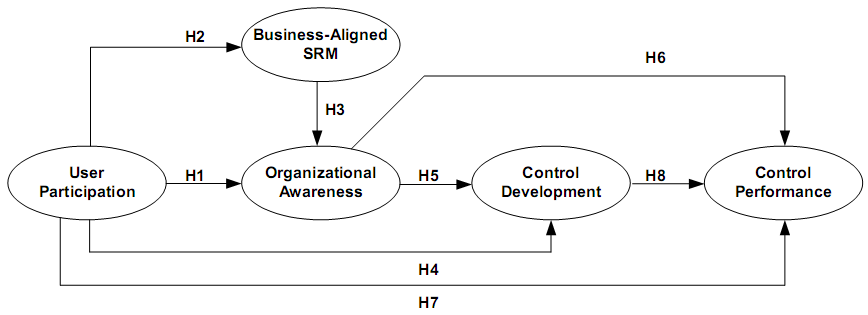 H2
Business-Aligned
SRM
H6
H3
User
Participation
H1
Organizational
Awareness
H5
Control
Development
H8
Control
Performance
H4
H7